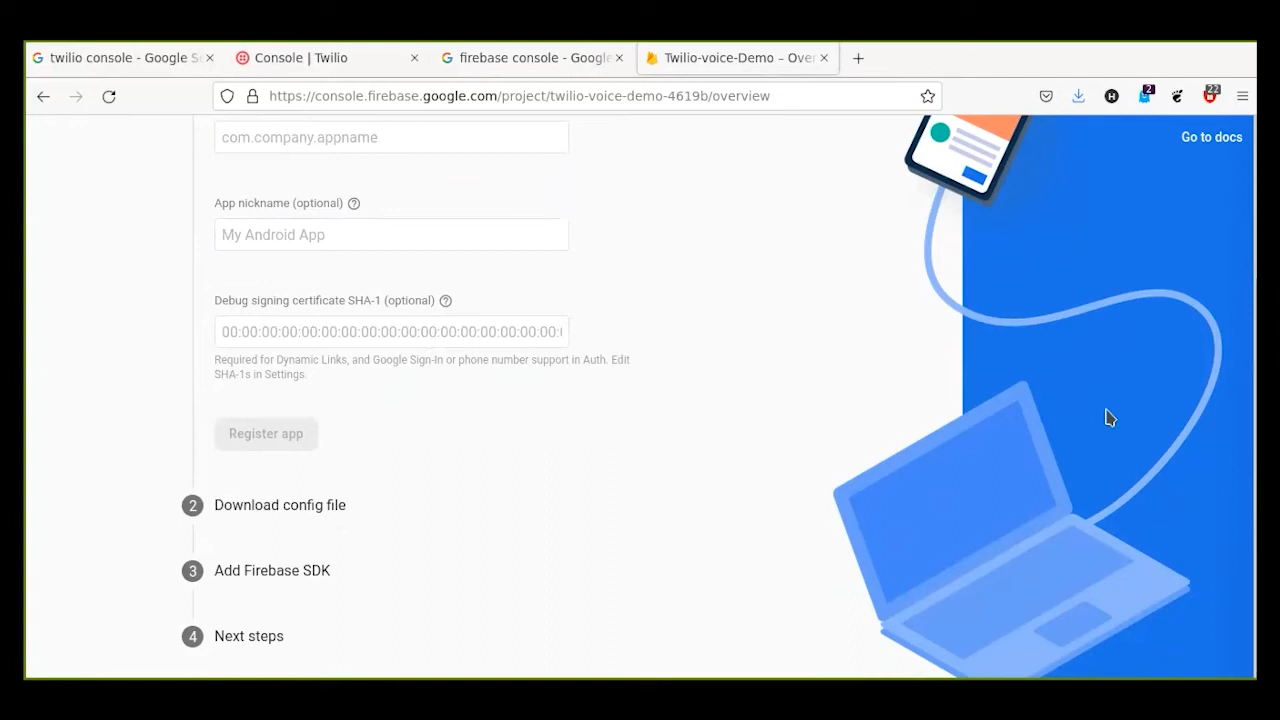 twilio console - Google S
Console | Twilio
firebase console - Google
Twilio-voice-Demo – Over
https://console.firebase.google.com/project/twilio-voice-demo-4619b/overview
2
22
Go to docs
com.company.appname
App nickname (optional)
My Android App
Debug signing certificate SHA-1 (optional)
00:00:00:00:00:00:00:00:00:00:00:00:00:00:00:00:00:
Required for Dynamic Links, and Google Sign-In or phone number support in Auth. Edit
SHA-1s in Settings.
Register app
2 Download config file
3 Add Firebase SDK
4 Next steps